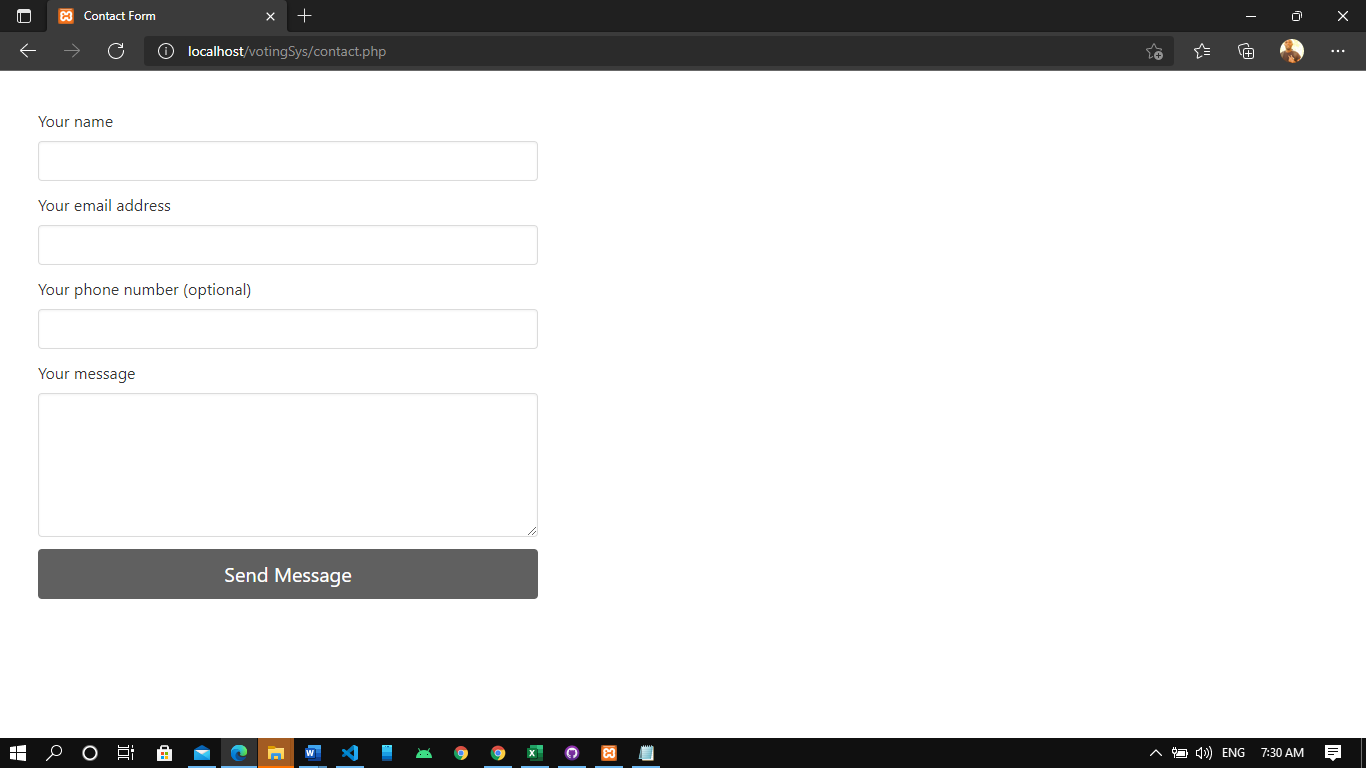 Contact Form
localhost/votingSys/contact.php
Your name
Your email address
Your phone number (optional)
Your message
Send Message
ENG 7:30 AM